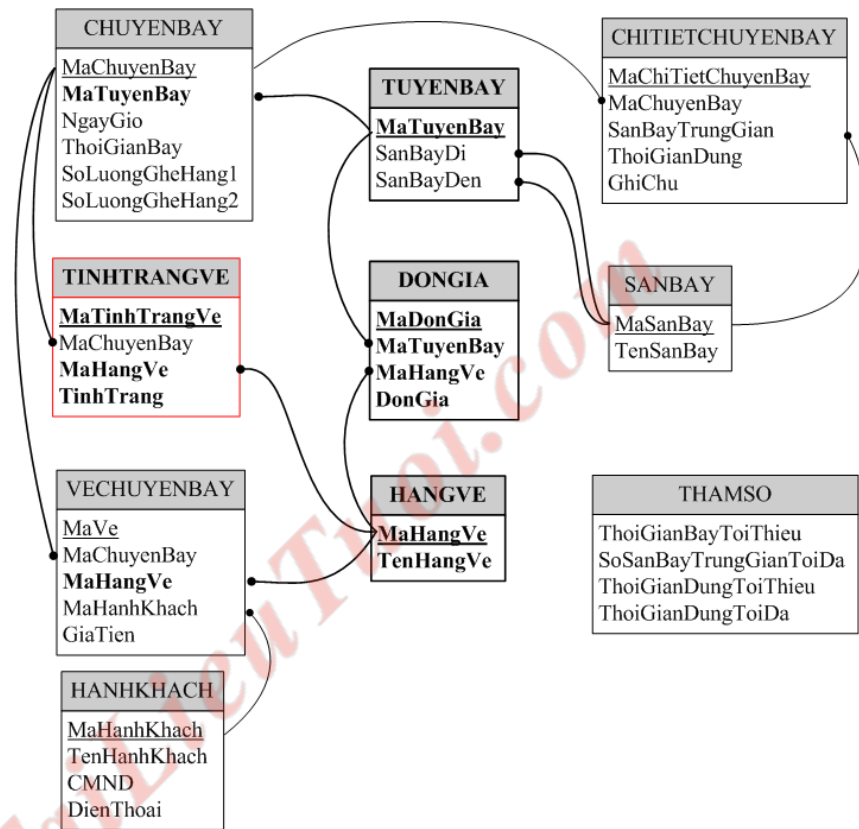 CHUYENBAY
MaChuyenBay
MaTuyenBay
NgayGio
ThoiGianBay
SoLuongGheHang1
SoLuongGheHang2
TUYENBAY
MaTuyenBay
SanBayDi
SanBayDen
CHITIETCHUYENBAY
MaChiTietChuyenBay
MaChuyenBay
SanBayTrungGian
ThoiGianDung
GhiChu
TINHTRANGVE
MaTinhTrangVe
MaChuyenBay
MaHangVe
TinhTrang
DONGIA
MaDonGia
MaTuyenBay
MaHangVe
DonGia
SANBAY
MaSanBay
TenSanBay
VECHUYENBAY
MaVe
MaChuyenBay
MaHangVe
MaHanhKhach
GiaTien
HANGVE
MaHangVe
TenHangVe
THAMSO
ThoiGianBayToiThieu
SoSanBayTrungGianToiDa
ThoiGianDungToiThieu
ThoiGianDungToiDa
HANHKHACH
MaHanhKhach
TenHanhKhach
CMND
DienThoai
TaiLieuTuoi.com